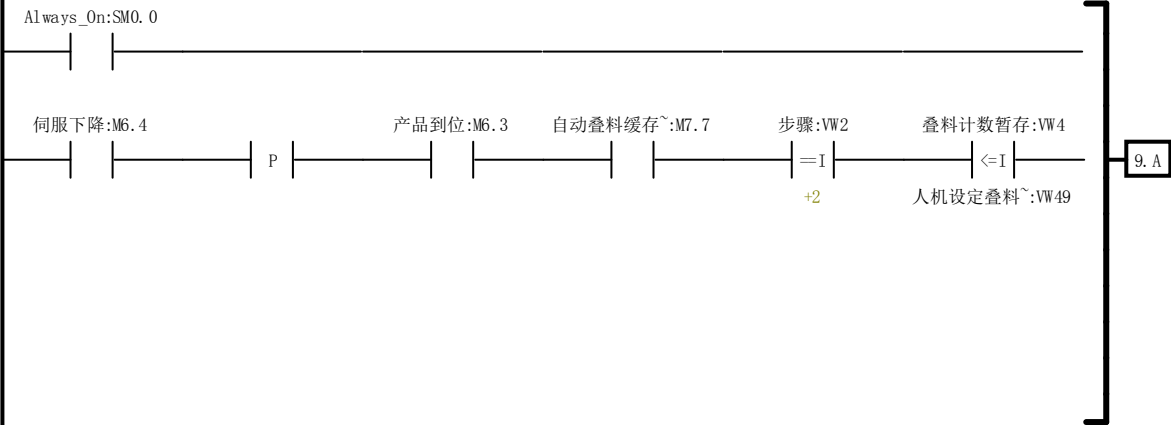 Always_On:SM0.0
伺服下降:M6.4
产品到位:M6.3
自动叠料缓存~:M7.7
步骤:VW2
叠料计数暂存:VW4
P
==I
<=I
9.A
+2
人机设定叠料~:VW49